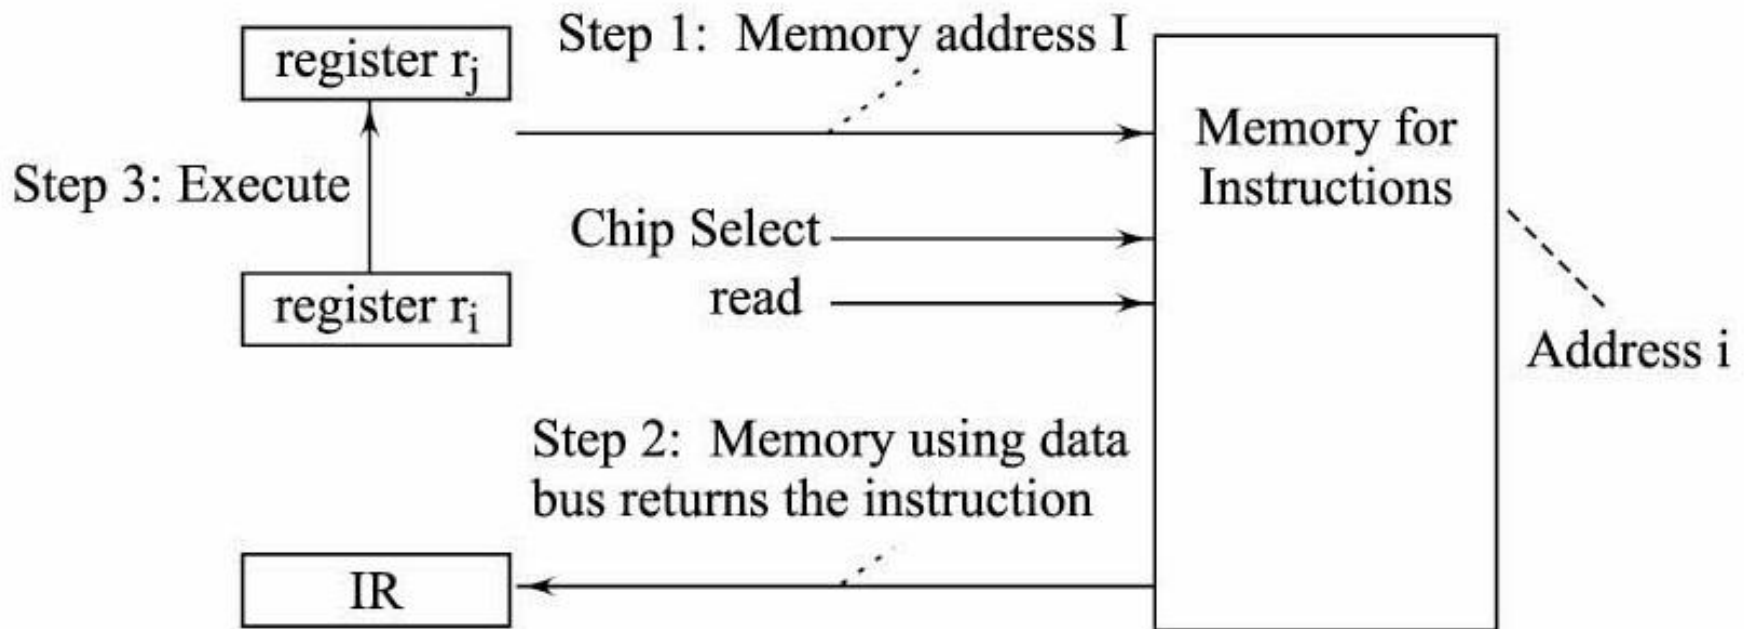 register rj
Step 1: Memory address I
Memory for
Instructions
Step 3: Execute
Chip Select
register ri
read
Address i
Step 2: Memory using data
bus returns the instruction
IR